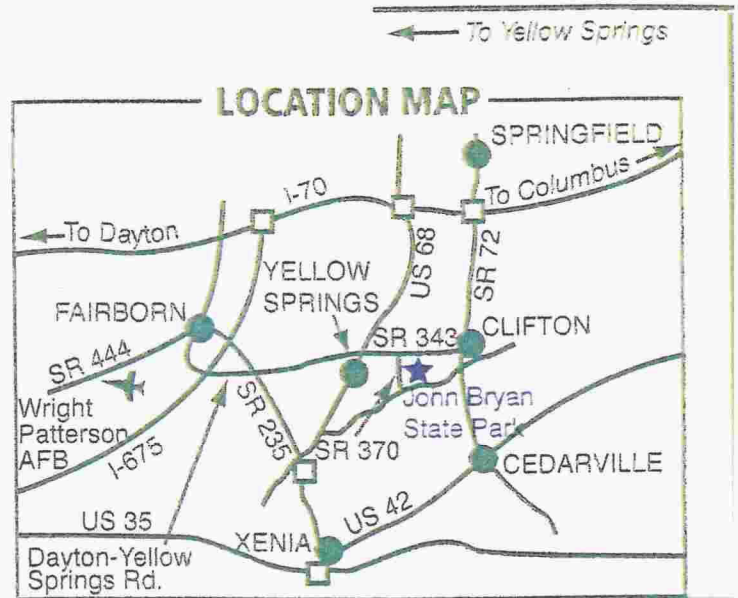 To Yellow Springs
LOCATION MAP
SPRINGFIELD
To Columbus
I-70
To Dayton
US 68
SR 72
YELLOW
SPRINGS
FAIRBORN
SR 343
CLIFTON
SR 444
John Bryan
State Park
Wright
Patterson
AFB
I-675
SR 235
SR 370
CEDARVILLE
US 35
US 42
XENIA
Dayton-Yellow
Springs Rd.